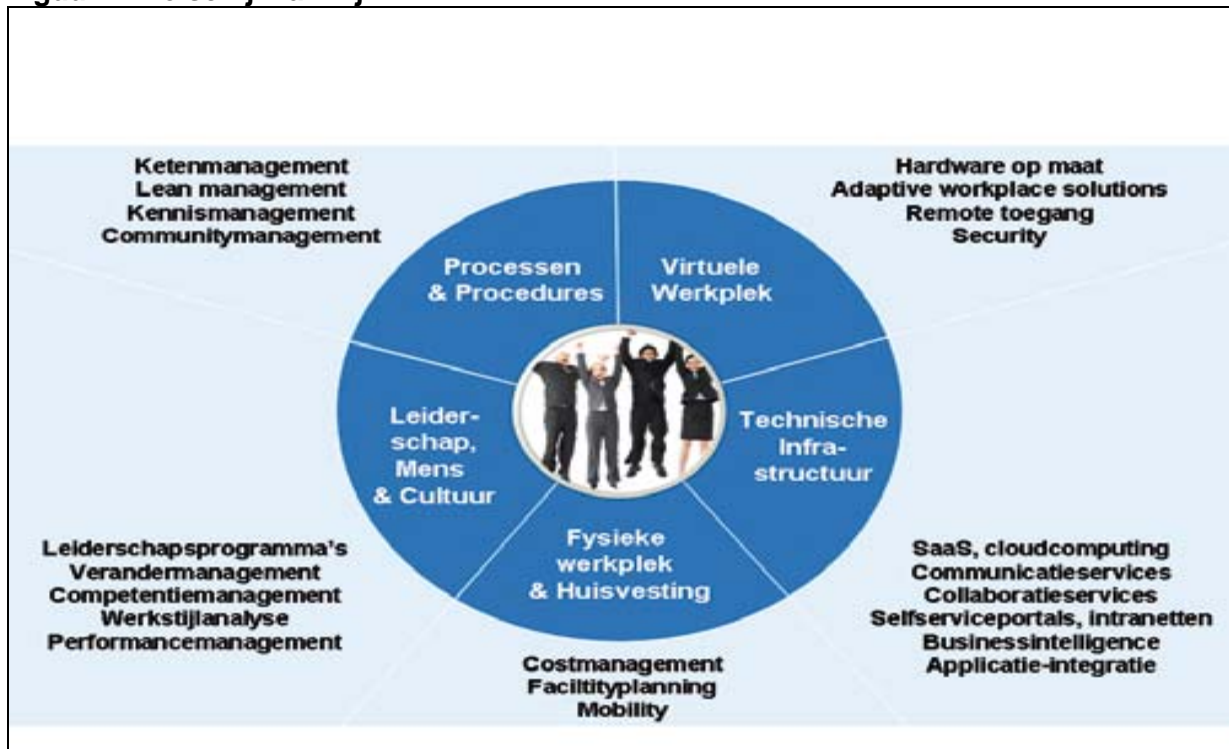 Ketenmanagement
Lean management
Kennismanagement
Communitymanagement
Hardware op maat
Adaptive workplace solutions
Remote toegang
Security
Processen
& Procedures
Virtuele
Werkplek
Leider-
schap,
Mens
& Cultuur
Technische
Infra-
structuur
Fysieke
werkplek
& Huisvesting
Leiderschapsprogramma's
Verandermanagement
Competentiemanagement
Werkstijlanalyse
Performancemanagement
SaaS, cloudcomputing
Communicatieservices
Collaboratieservices
Selfserviceportals, intranetten
Businessintelligence
Applicatie-integratie
Costmanagement
Faciltityplanning
Mobility